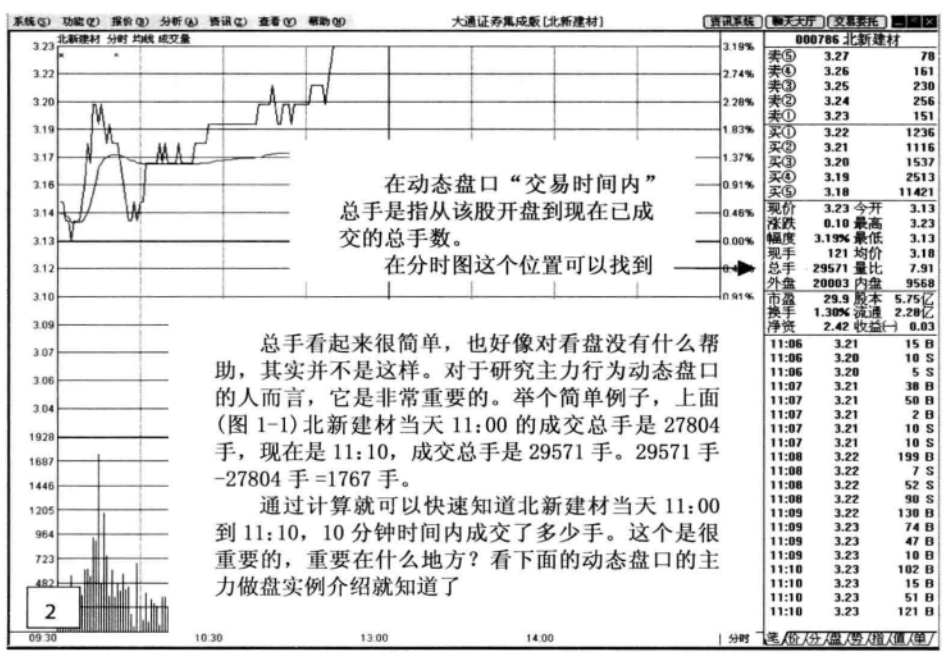 系统(S) 功能(F) 报价(B) 分析(A) 资讯(Z) 查看(V) 帮助(H) 大通证券集成版[北新建材] 资讯系统 聊天大厅 交易委托
北新建材 分时 均线 成交量
3.23
3.22
3.20
3.19
3.17
3.16
3.14
3.13
3.12
3.10
3.09
3.07
3.06
3.04
1928
1687
1446
1205
964
723
482
2
09:30 10:30 13:00 14:00 分时
3.19%
2.74%
2.28%
1.83%
1.37%
0.91%
0.46%
0.00%
0.91%
在动态盘口“交易时间内”
总手是指从该股开盘到现在已成
交的总手数。
在分时图这个位置可以找到
总手看起来很简单，也好像对看盘没有什么帮
助，其实并不是这样。对于研究主力行为动态盘口
的人而言，它是非常重要的。举个简单例子，上面
(图 1-1)北新建材当天 11:00 的成交总手是 27804
手，现在是 11:10，成交总手是 29571 手。29571 手
-27804 手 =1767 手。
通过计算就可以快速知道北新建材当天 11:00
到 11:10，10 分钟时间内成交了多少手。这个是很
重要的，重要在什么地方？看下面的动态盘口的主
力做盘实例介绍就知道了
000786 北新建材
卖⑤ 3.27 78
卖④ 3.26 161
卖③ 3.25 230
卖② 3.24 256
卖① 3.23 151
买① 3.22 1236
买② 3.21 1116
买③ 3.20 1537
买④ 3.19 2513
买⑤ 3.18 11421
现价 3.23 今开 3.13
涨跌 0.10 最高 3.23
幅度 3.19% 最低 3.13
现手 121 均价 3.18
总手 29571 量比 7.91
外盘 20003 内盘 9568
市盈 29.9 股本 5.75亿
换手 1.30% 流通 2.28亿
净资 2.42 收益(一) 0.03
11:06 3.21 15 B
11:06 3.20 10 S
11:06 3.20 5 S
11:07 3.21 38 B
11:07 3.21 50 B
11:07 3.21 2 B
11:07 3.21 10 S
11:07 3.21 10 S
11:08 3.22 199 B
11:08 3.22 7 S
11:08 3.22 52 S
11:08 3.22 90 S
11:09 3.22 130 B
11:09 3.23 74 B
11:09 3.23 47 B
11:09 3.23 10 B
11:10 3.23 102 B
11:10 3.23 15 B
11:10 3.23 51 B
11:10 3.23 121 B
笔/价/分/盘/势/指/值/单/